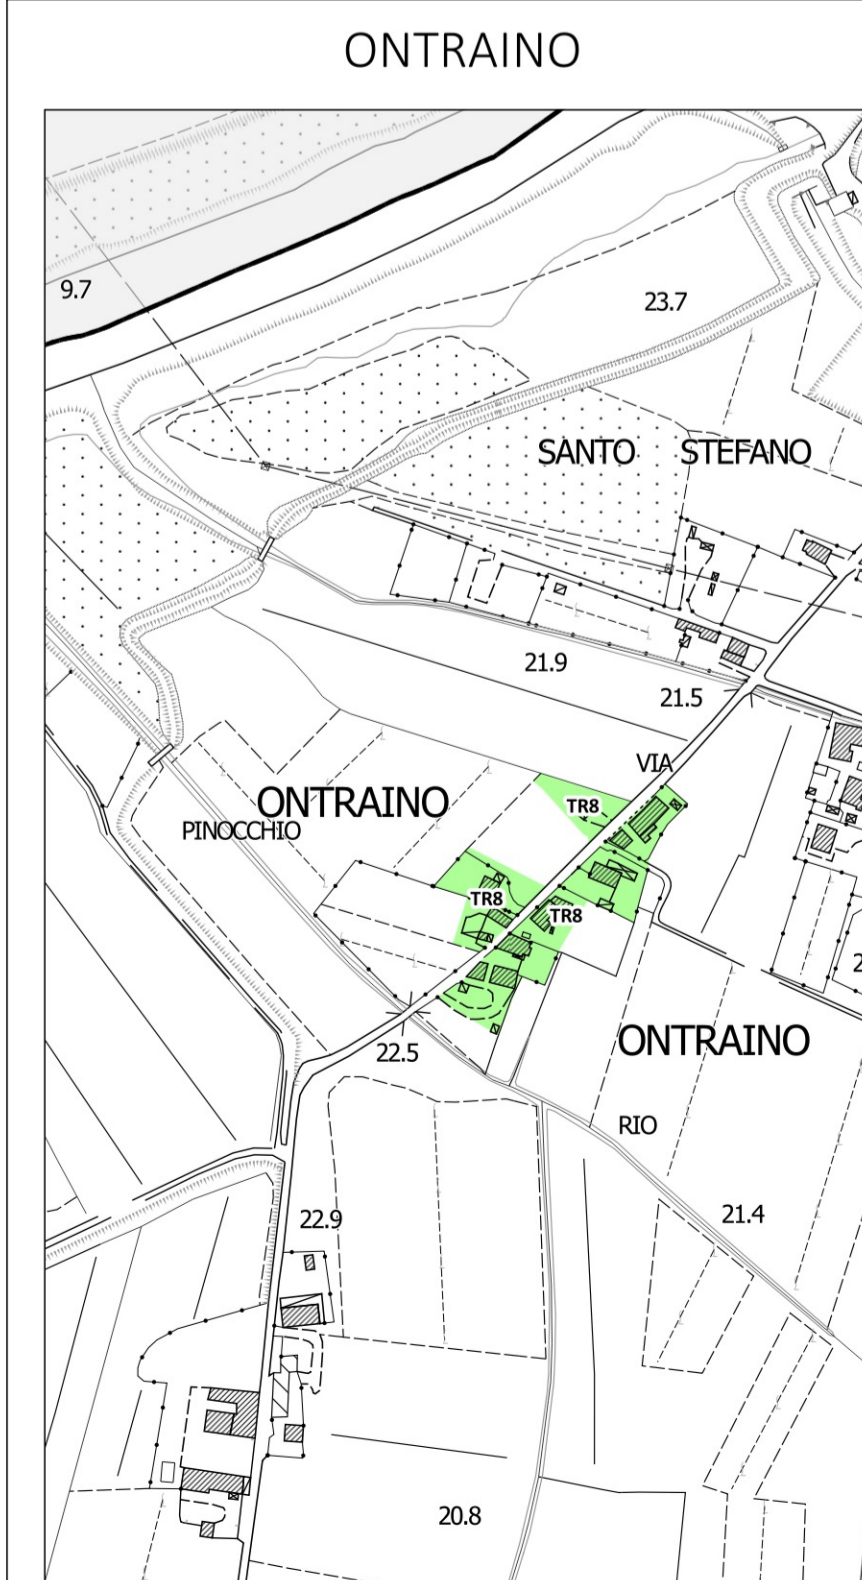 ONTRAINO
9.7
23.7
SANTO STEFANO
21.9
21.5
VIA
TR8
ONTRAINO
PINOCCHIO
TR8
TR8
22.5
ONTRAINO
RIO
22.9
21.4
20.8